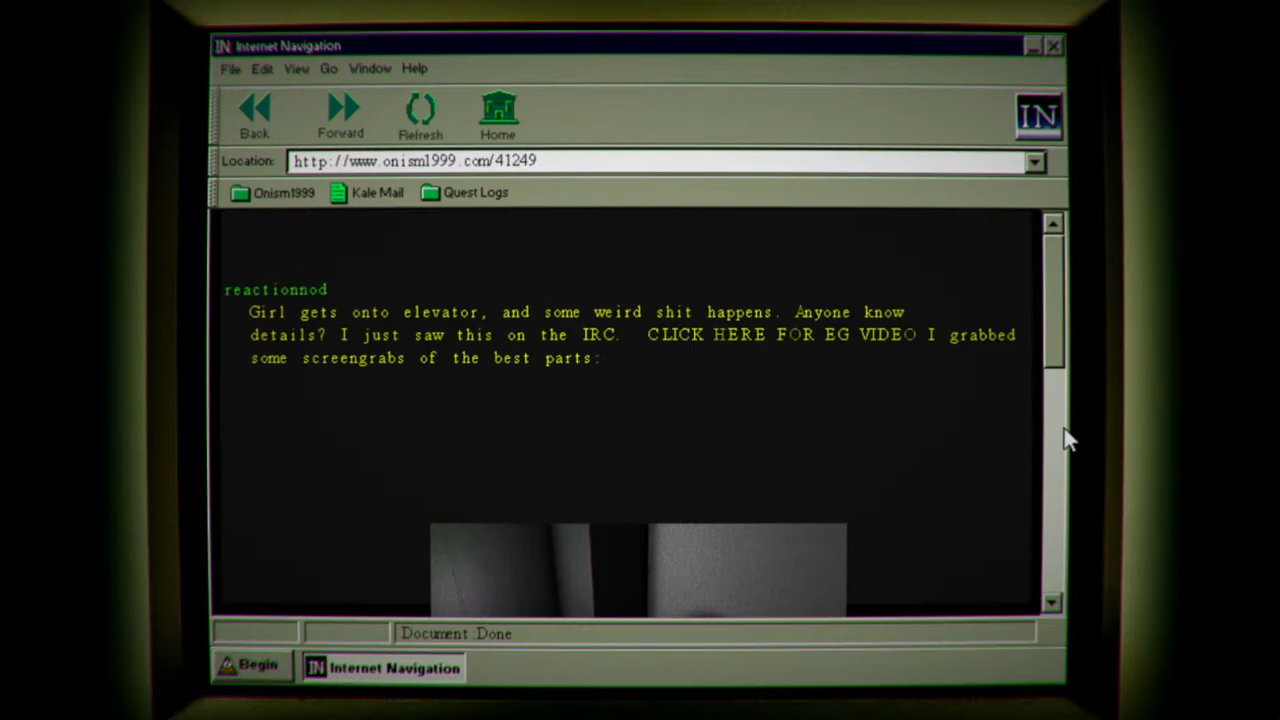 IN Internet Navigation
File Edit View Go Window Help
Back Forward Refresh Home
IN
Location: http://www.onism1999.com/41249
Onism1999 Kale Mail Quest Logs
reactionnod
Girl gets onto elevator, and some weird shit happens. Anyone know
details? I just saw this on the IRC. CLICK HERE FOR EG VIDEO I grabbed
some screengrabs of the best parts:
Document :Done
Begin IN Internet Navigation